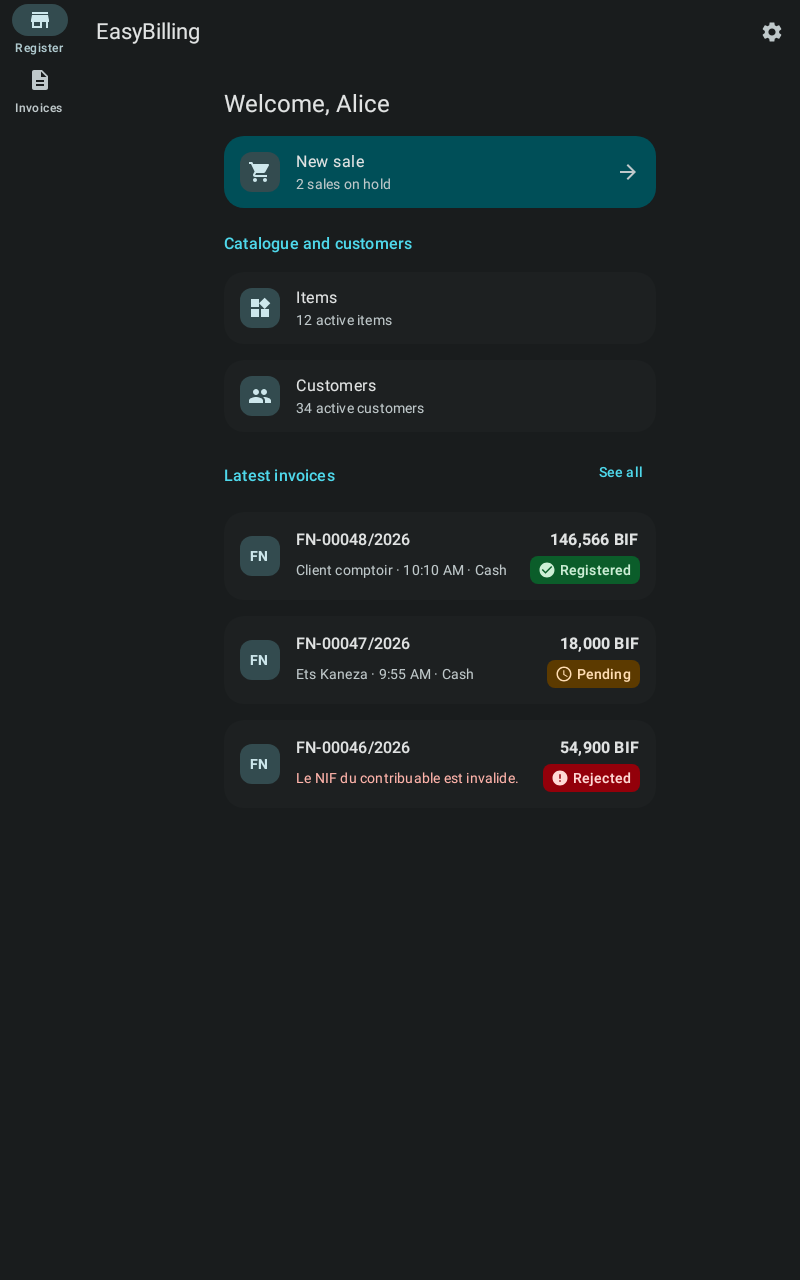 Register
Invoices
EasyBilling
Welcome, Alice
New sale
2 sales on hold
Catalogue and customers
Items
12 active items
Customers
34 active customers
Latest invoices
See all
FN
FN-00048/2026
146,566 BIF
Client comptoir · 10:10 AM · Cash
Registered
FN
FN-00047/2026
18,000 BIF
Ets Kaneza · 9:55 AM · Cash
Pending
FN
FN-00046/2026
54,900 BIF
Le NIF du contribuable est invalide.
Rejected